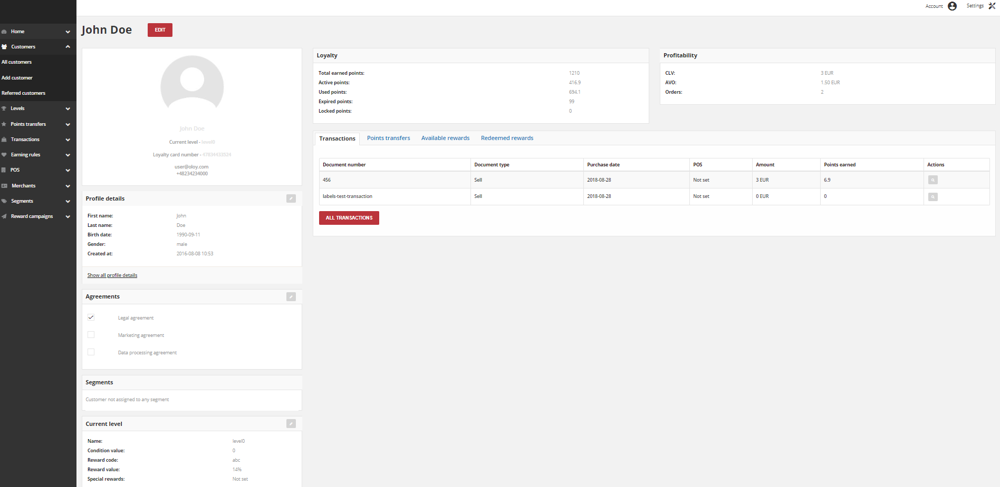 Account
Settings
Home
Customers
All customers
Add customer
Referred customers
Levels
Points transfers
Transactions
Earning rules
POS
Merchants
Segments
Reward campaigns
John Doe
EDIT
John Doe
Current level - level0
Loyalty card number - 47834433524
user@oloy.com
+48234234000
Profile details
First name: John
Last name: Doe
Birth date: 1990-09-11
Gender: male
Created at: 2016-08-08 10:53
Show all profile details
Agreements
Legal agreement
Marketing agreement
Data processing agreement
Segments
Customer not assigned to any segment
Current level
Name: level0
Condition value: 0
Reward code: abc
Reward value: 14%
Special rewards: Not set
Loyalty
Total earned points: 1210
Active points: 416.9
Used points: 694.1
Expired points: 99
Locked points: 0
Profitability
CLV: 3 EUR
AVO: 1.50 EUR
Orders: 2
Transactions Points transfers Available rewards Redeemed rewards
Document number Document type Purchase date POS Amount Points earned Actions
456 Sell 2018-08-28 Not set 3 EUR 6.9
labels-test-transaction Sell 2018-08-28 Not set 0 EUR 0
ALL TRANSACTIONS